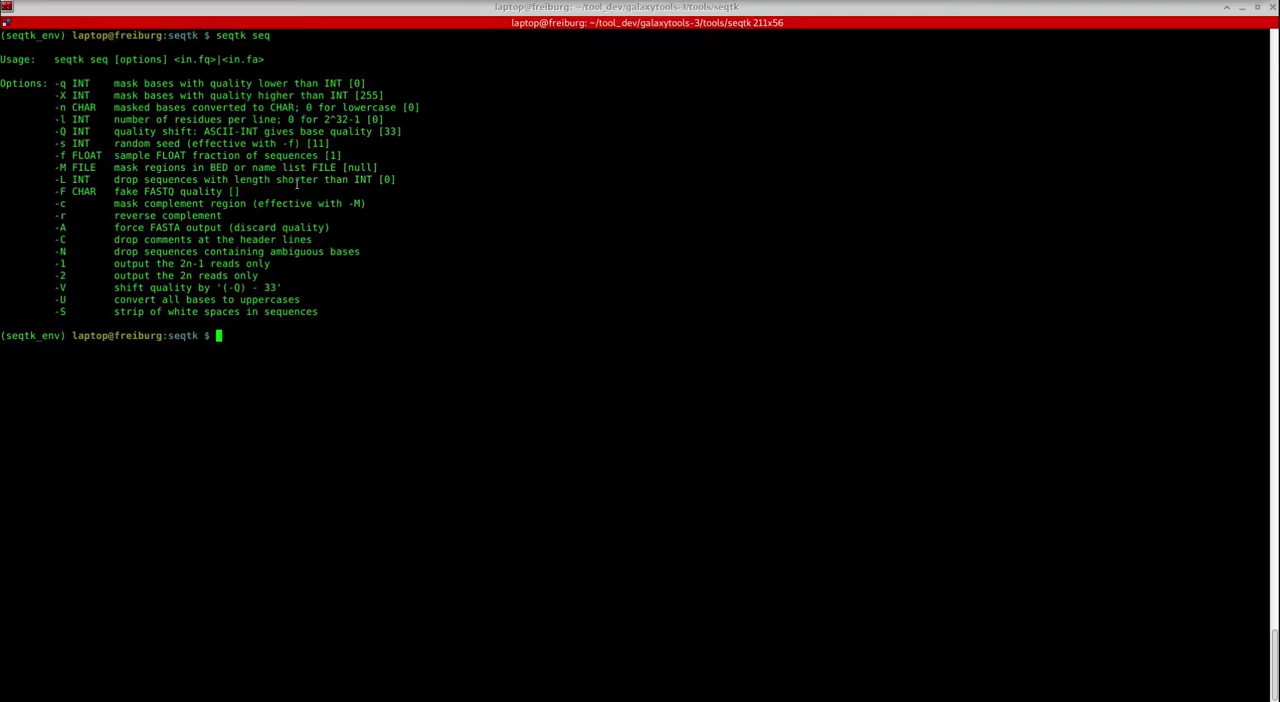 laptop@freiburg: ~/tool_dev/galaxytools-3/tools/seqtk
laptop@freiburg: ~/tool_dev/galaxytools-3/tools/seqtk 211x56
(seqtk_env) laptop@freiburg:seqtk $ seqtk seq
Usage:   seqtk seq [options] <in.fq>|<in.fa>
Options: -q INT    mask bases with quality lower than INT [0]
         -X INT    mask bases with quality higher than INT [255]
         -n CHAR   masked bases converted to CHAR; 0 for lowercase [0]
         -l INT    number of residues per line; 0 for 2^32-1 [0]
         -Q INT    quality shift: ASCII-INT gives base quality [33]
         -s INT    random seed (effective with -f) [11]
         -f FLOAT  sample FLOAT fraction of sequences [1]
         -M FILE   mask regions in BED or name list FILE [null]
         -L INT    drop sequences with length shorter than INT [0]
         -F CHAR   fake FASTQ quality []
         -c        mask complement region (effective with -M)
         -r        reverse complement
         -A        force FASTA output (discard quality)
         -C        drop comments at the header lines
         -N        drop sequences containing ambiguous bases
         -1        output the 2n-1 reads only
         -2        output the 2n reads only
         -V        shift quality by '(-Q) - 33'
         -U        convert all bases to uppercases
         -S        strip of white spaces in sequences
(seqtk_env) laptop@freiburg:seqtk $